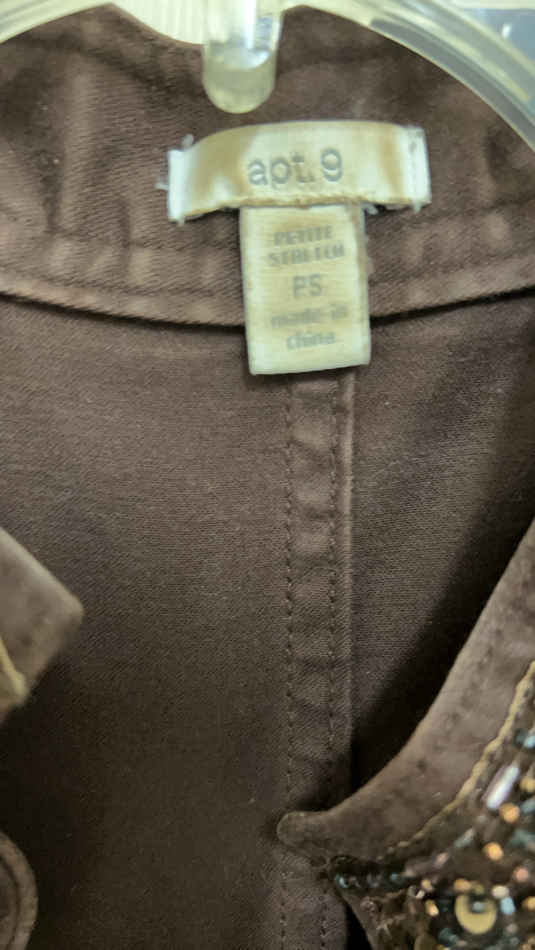 apt. 9
PETITE
STRETCH
PS
made in
china